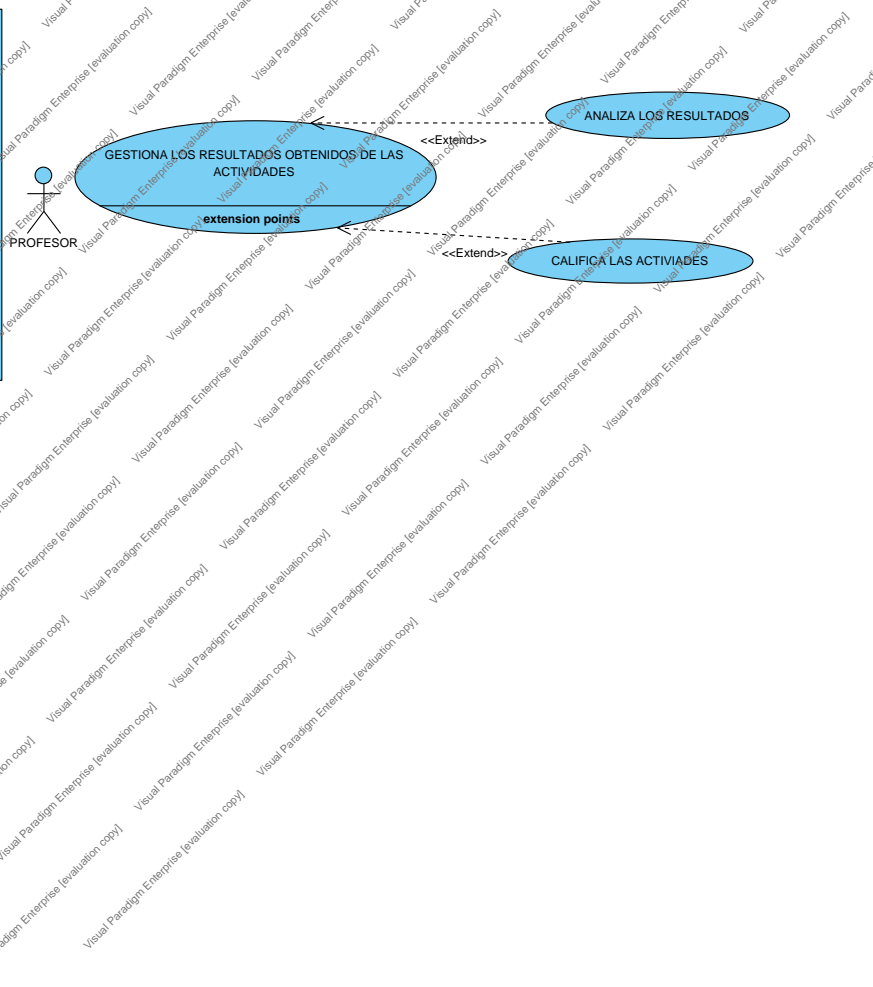 ANALIZA LOS RESULTADOS
<<Extend>>
GESTIONA LOS RESULTADOS OBTENIDOS DE LAS
ACTIVIDADES
extension points
PROFESOR
<<Extend>>
CALIFICA LAS ACTIVIADES
Visual Paradigm Enterprise [evaluation copy]